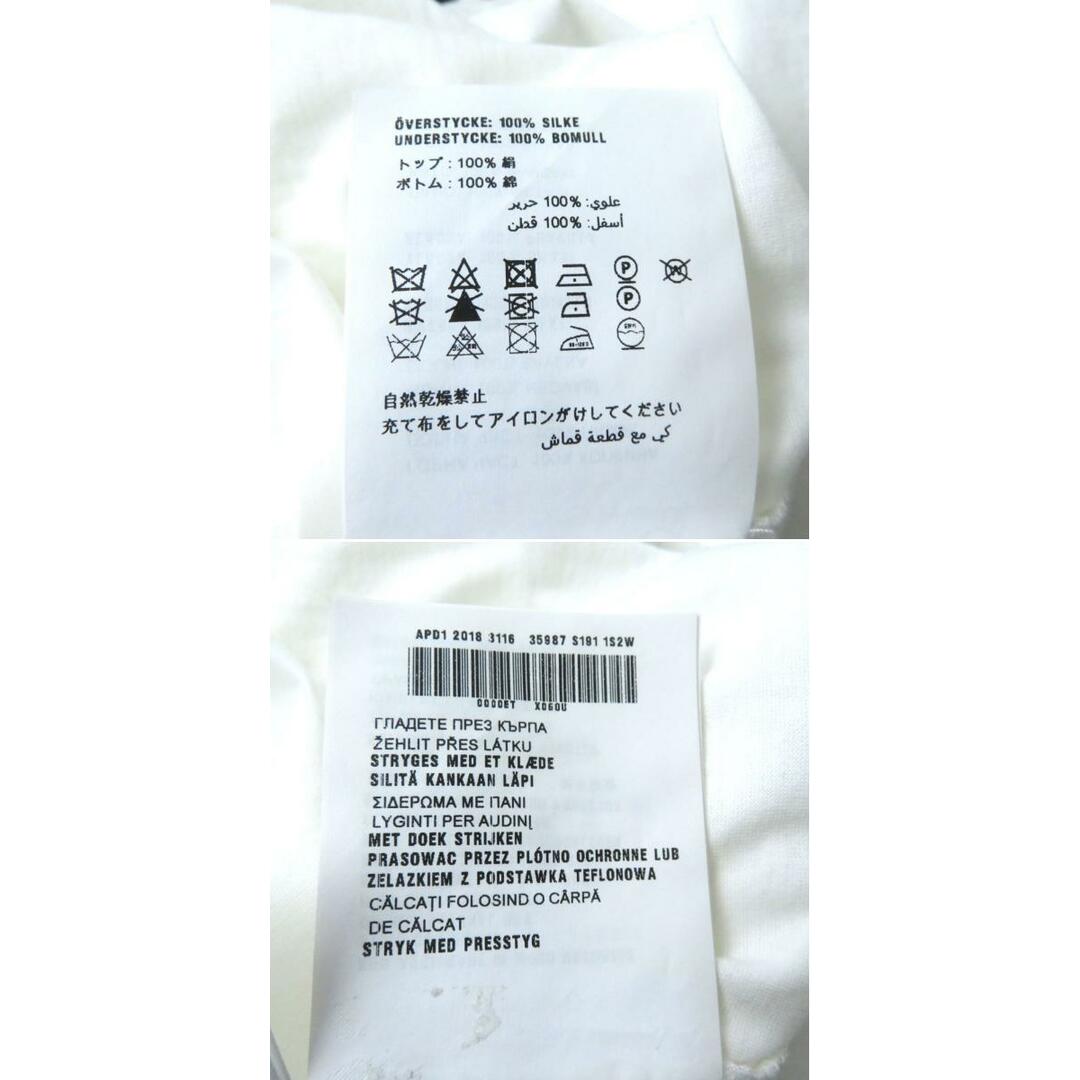 ÖVERSTYCKE: 100% SILKE
UNDERSTYCKE: 100% BOMULL
トップ : 100% 絹
ボトム : 100% 綿
علوي: 100% حرير
أسفل: 100% قطن
P
P
自然乾燥禁止
充て布をしてアイロンがけしてください
كي مع قطعة قماش
APD1 2018 3116 35987 S191 1S2W
0000ET X060U
ГЛАДЕТЕ ПРЕЗ КЪРПА
ŽEHLIT PŘES LÁTKU
STRYGES MED ET KLÆDE
SILITÄ KANKAAN LÄPI
ΣΙΔΕΡΩΜΑ ΜΕ ΠΑΝΙ
LYGINTI PER AUDINĮ
MET DOEK STRIJKEN
PRASOWAC PRZEZ PLÓTNO OCHRONNE LUB
ZELAZKIEM Z PODSTAWKA TEFLONOWA
CĂLCAȚI FOLOSIND O CÂRPĂ
DE CĂLCAT
STRYK MED PRESSTYG